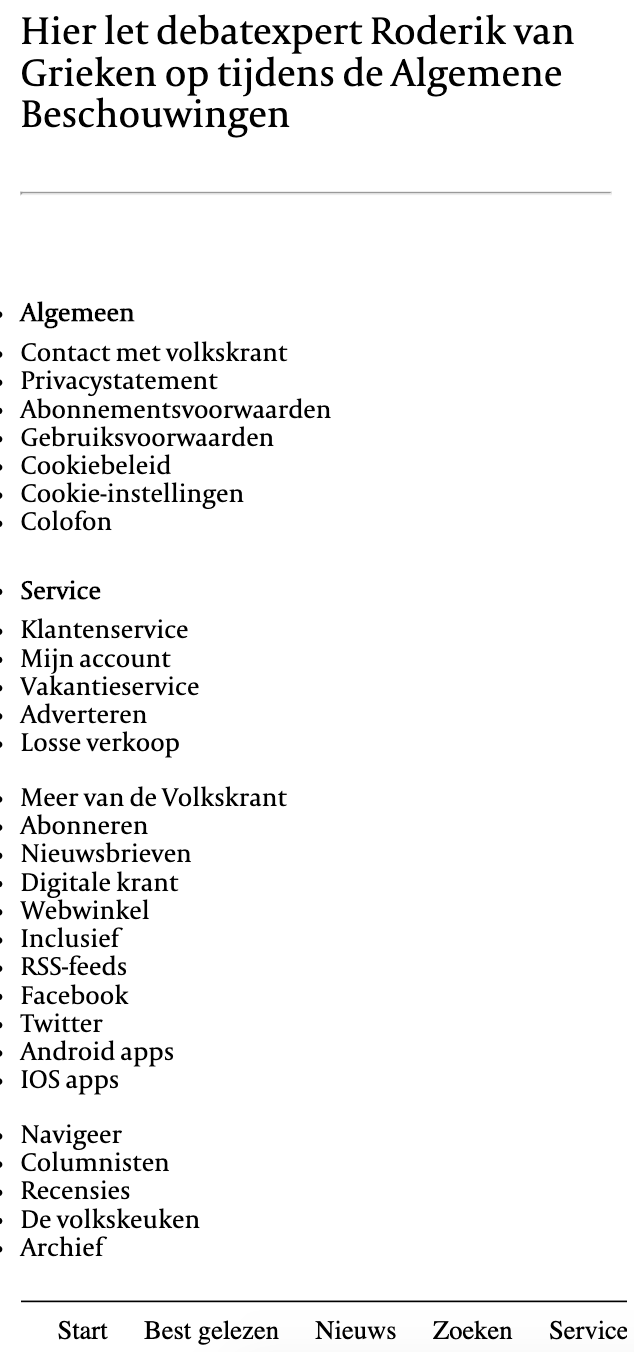 Hier let debatexpert Roderik van
Grieken op tijdens de Algemene
Beschouwingen
Algemeen
Contact met volkskrant
Privacystatement
Abonnementsvoorwaarden
Gebruiksvoorwaarden
Cookiebeleid
Cookie-instellingen
Colofon
Service
Klantenservice
Mijn account
Vakantieservice
Adverteren
Losse verkoop
Meer van de Volkskrant
Abonneren
Nieuwsbrieven
Digitale krant
Webwinkel
Inclusief
RSS-feeds
Facebook
Twitter
Android apps
IOS apps
Navigeer
Columnisten
Recensies
De volkskeuken
Archief
Start Best gelezen Nieuws Zoeken Service